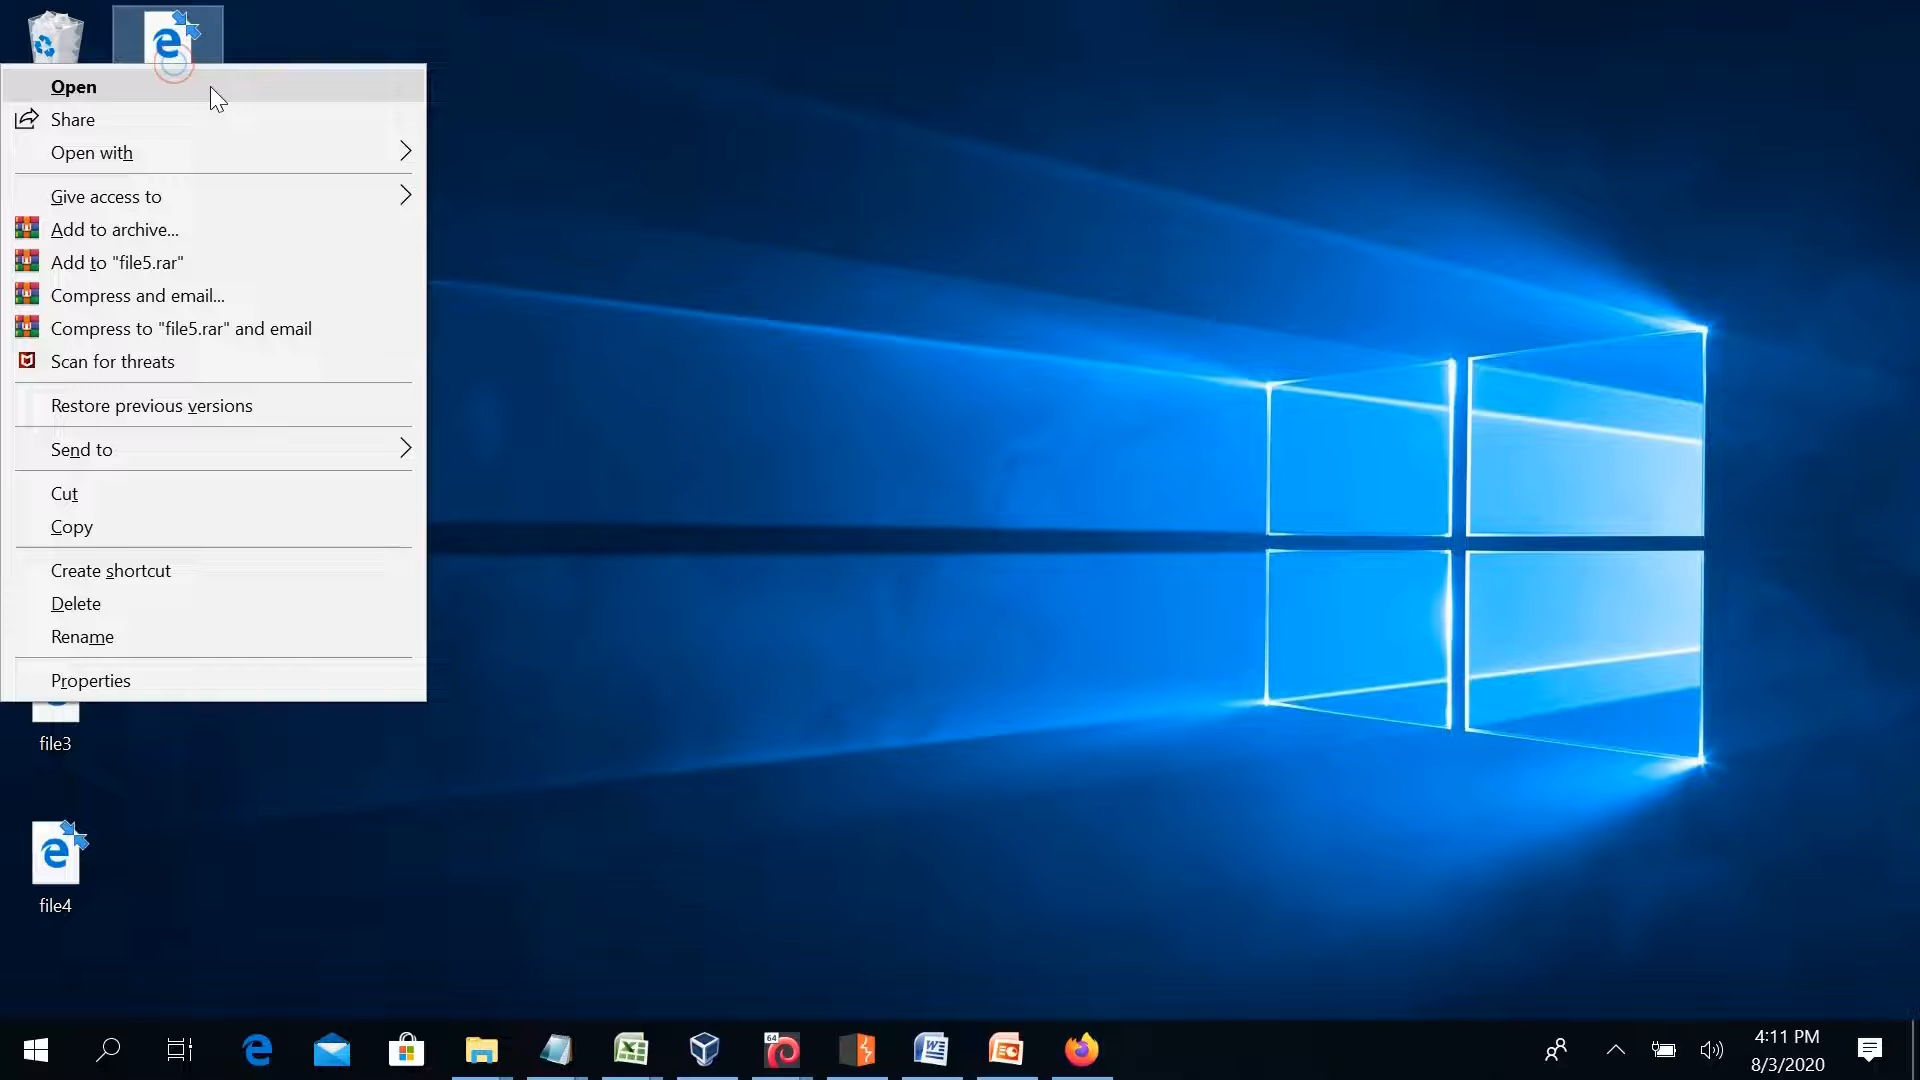 Open
Share
Open with
Give access to
Add to archive...
Add to "file5.rar"
Compress and email...
Compress to "file5.rar" and email
Scan for threats
Restore previous versions
Send to
Cut
Copy
Create shortcut
Delete
Rename
Properties
file3
file4
64
4:11 PM
8/3/2020